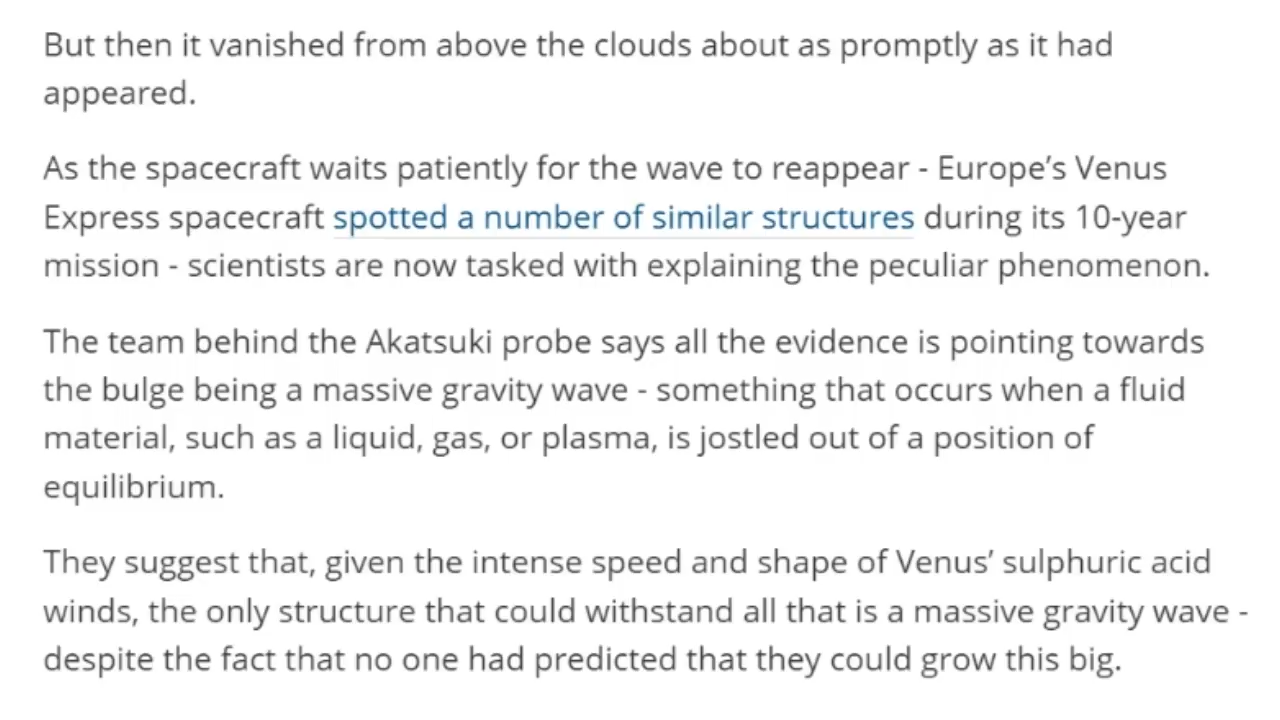 But then it vanished from above the clouds about as promptly as it had
appeared.
As the spacecraft waits patiently for the wave to reappear - Europe’s Venus
Express spacecraft spotted a number of similar structures during its 10-year
mission - scientists are now tasked with explaining the peculiar phenomenon.
The team behind the Akatsuki probe says all the evidence is pointing towards
the bulge being a massive gravity wave - something that occurs when a fluid
material, such as a liquid, gas, or plasma, is jostled out of a position of
equilibrium.
They suggest that, given the intense speed and shape of Venus’ sulphuric acid
winds, the only structure that could withstand all that is a massive gravity wave -
despite the fact that no one had predicted that they could grow this big.